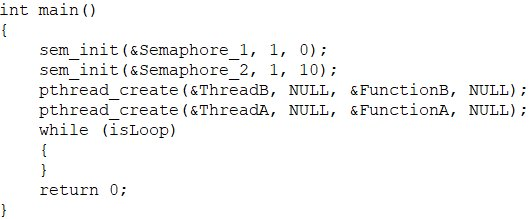 int main()
{
    sem_init(&Semaphore_1, 1, 0);
    sem_init(&Semaphore_2, 1, 10);
    pthread_create(&ThreadB, NULL, &FunctionB, NULL);
    pthread_create(&ThreadA, NULL, &FunctionA, NULL);
    while (isLoop)
    {
    }
    return 0;
}